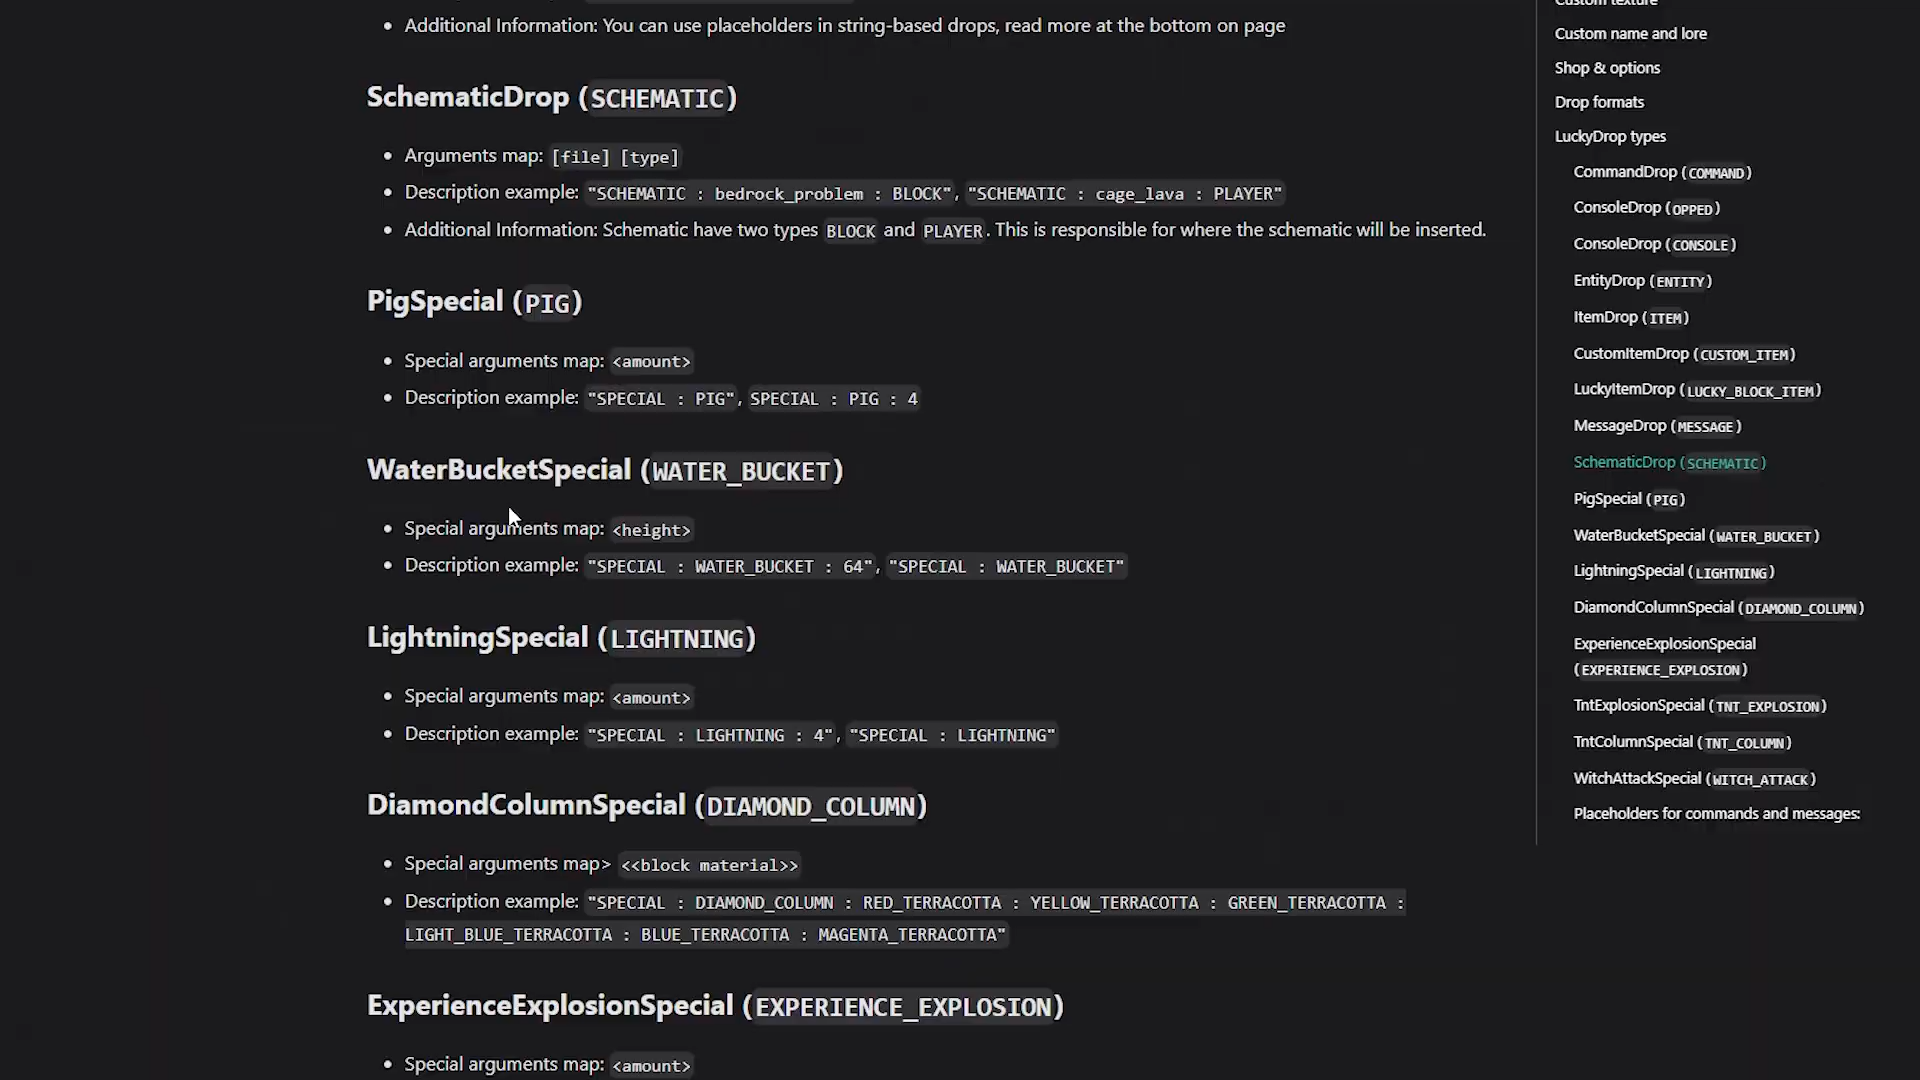 Additional Information: You can use placeholders in string-based drops, read more at the bottom on page
SchematicDrop (SCHEMATIC)
Arguments map: [file] [type]
Description example: "SCHEMATIC : bedrock_problem : BLOCK", "SCHEMATIC : cage_lava : PLAYER"
Additional Information: Schematic have two types BLOCK and PLAYER. This is responsible for where the schematic will be inserted.
PigSpecial (PIG)
Special arguments map: <amount>
Description example: "SPECIAL : PIG", SPECIAL : PIG : 4
WaterBucketSpecial (WATER_BUCKET)
Special arguments map: <height>
Description example: "SPECIAL : WATER_BUCKET : 64", "SPECIAL : WATER_BUCKET"
LightningSpecial (LIGHTNING)
Special arguments map: <amount>
Description example: "SPECIAL : LIGHTNING : 4", "SPECIAL : LIGHTNING"
DiamondColumnSpecial (DIAMOND_COLUMN)
Special arguments map> <<block material>>
Description example: "SPECIAL : DIAMOND_COLUMN : RED_TERRACOTTA : YELLOW_TERRACOTTA : GREEN_TERRACOTTA :
LIGHT_BLUE_TERRACOTTA : BLUE_TERRACOTTA : MAGENTA_TERRACOTTA"
ExperienceExplosionSpecial (EXPERIENCE_EXPLOSION)
Special arguments map: <amount>
Custom texture
Custom name and lore
Shop & options
Drop formats
LuckyDrop types
CommandDrop (COMMAND)
ConsoleDrop (OPPED)
ConsoleDrop (CONSOLE)
EntityDrop (ENTITY)
ItemDrop (ITEM)
CustomItemDrop (CUSTOM_ITEM)
LuckyItemDrop (LUCKY_BLOCK_ITEM)
MessageDrop (MESSAGE)
SchematicDrop (SCHEMATIC)
PigSpecial (PIG)
WaterBucketSpecial (WATER_BUCKET)
LightningSpecial (LIGHTNING)
DiamondColumnSpecial (DIAMOND_COLUMN)
ExperienceExplosionSpecial
(EXPERIENCE_EXPLOSION)
TntExplosionSpecial (TNT_EXPLOSION)
TntColumnSpecial (TNT_COLUMN)
WitchAttackSpecial (WITCH_ATTACK)
Placeholders for commands and messages: